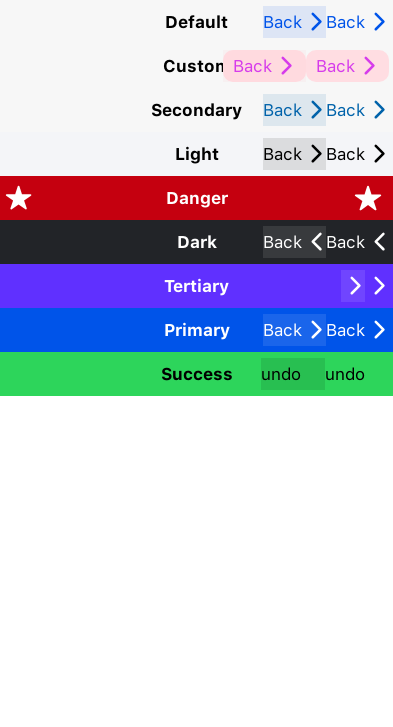 Default Back Back
Custom Back Back
Secondary Back Back
Light Back Back
Danger
Dark Back Back
Tertiary
Primary Back Back
Success undo undo